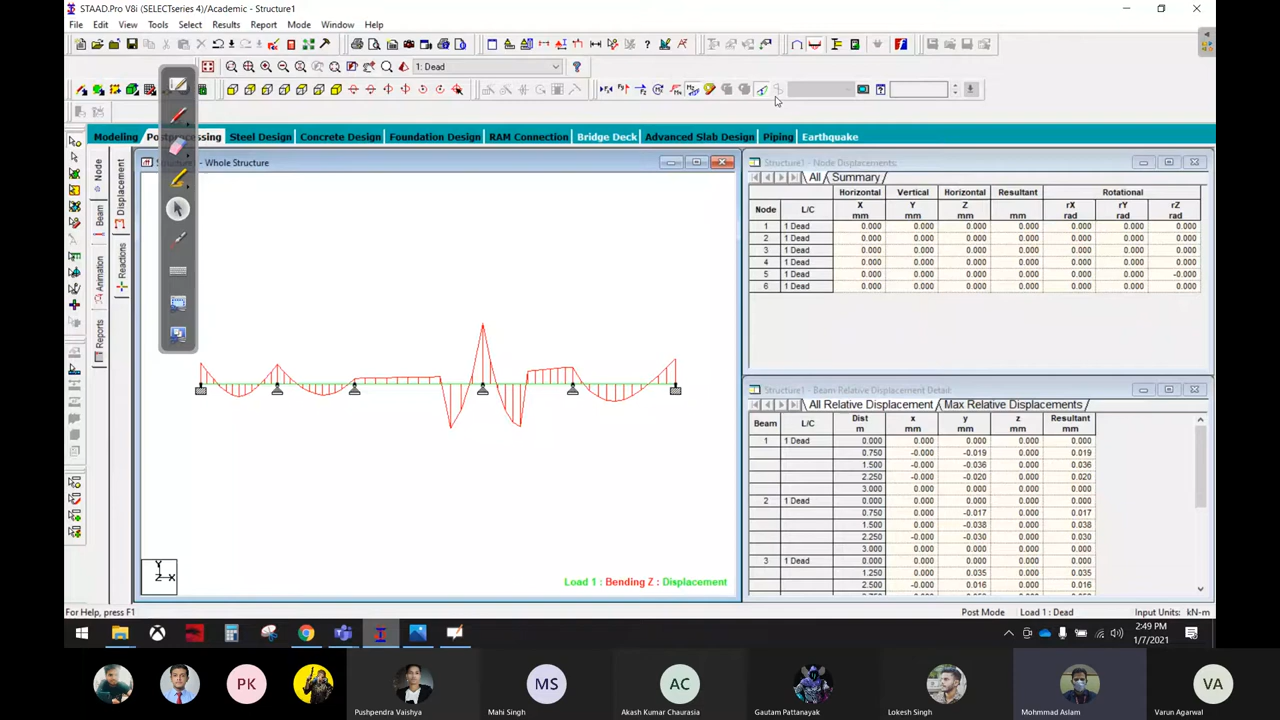 STAAD.Pro V8i (SELECTseries 4)/Academic - Structure1
File Edit View Tools Select Results Report Mode Window Help
1: Dead
Modeling Postprocessing Steel Design Concrete Design Foundation Design RAM Connection Bridge Deck Advanced Slab Design Piping Earthquake
Node
Beam
Animation
Reports
Displacement
Reactions
- Whole Structure
Load 1 : Bending Z : Displacement
Y
Z X
Structure1 - Node Displacements:
All Summary
Horizontal Vertical Horizontal Resultant Rotational
Node L/C X mm Y mm Z mm mm rX rad rY rad rZ rad
1 1 Dead 0.000 0.000 0.000 0.000 0.000 0.000 0.000
2 1 Dead 0.000 0.000 0.000 0.000 0.000 0.000 0.000
3 1 Dead 0.000 0.000 0.000 0.000 0.000 0.000 0.000
4 1 Dead 0.000 0.000 0.000 0.000 0.000 0.000 0.000
5 1 Dead 0.000 0.000 0.000 0.000 0.000 0.000 -0.000
6 1 Dead 0.000 0.000 0.000 0.000 0.000 0.000 0.000
Structure1 - Beam Relative Displacement Detail:
All Relative Displacement Max Relative Displacements
Beam L/C Dist m x mm y mm z mm Resultant mm
1 1 Dead 0.000 0.000 0.000 0.000 0.000
0.750 -0.000 -0.019 0.000 0.019
1.500 -0.000 -0.036 0.000 0.036
2.250 -0.000 -0.020 0.000 0.020
3.000 0.000 0.000 0.000 0.000
2 1 Dead 0.000 0.000 0.000 0.000 0.000
0.750 0.000 -0.017 0.000 0.017
1.500 0.000 -0.038 0.000 0.038
2.250 -0.000 -0.030 0.000 0.030
3.000 0.000 0.000 0.000 0.000
3 1 Dead 0.000 0.000 0.000 0.000 0.000
1.250 0.000 0.035 0.000 0.035
2.500 -0.000 0.016 0.000 0.016
For Help, press F1
Post Mode Load 1 : Dead Input Units: kN-m
2:49 PM
1/7/2021
PK
MS
AC
VA
Pushpendra Vaishya
Mahi Singh
Akash Kumar Chaurasia
Gautam Pattanayak
Lokesh Singh
Mohmmad Aslam
Varun Agarwal